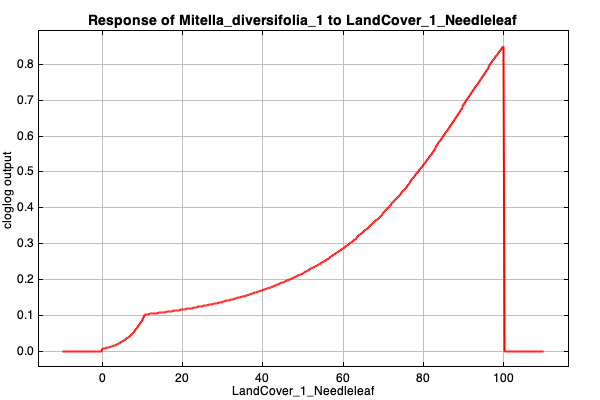 Response of Mitella_diversifolia_1 to LandCover_1_Needleleaf
cloglog output
0.8
0.7
0.6
0.5
0.4
0.3
0.2
0.1
0.0
0 20 40 60 80 100
LandCover_1_Needleleaf